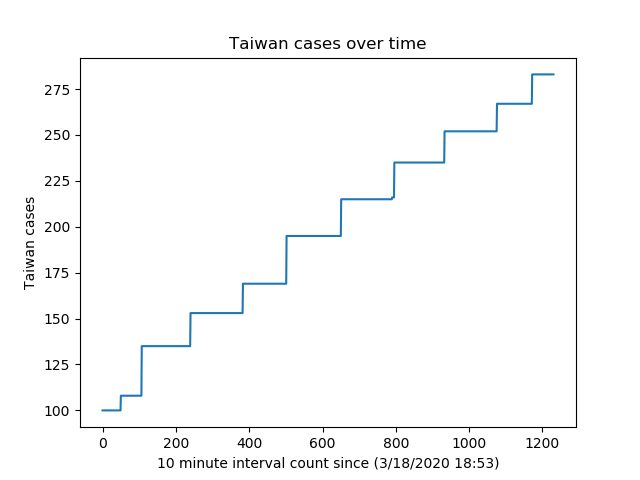 Taiwan cases over time
275
250
225
200
175
150
125
100
Taiwan cases
0 200 400 600 800 1000 1200
10 minute interval count since (3/18/2020 18:53)